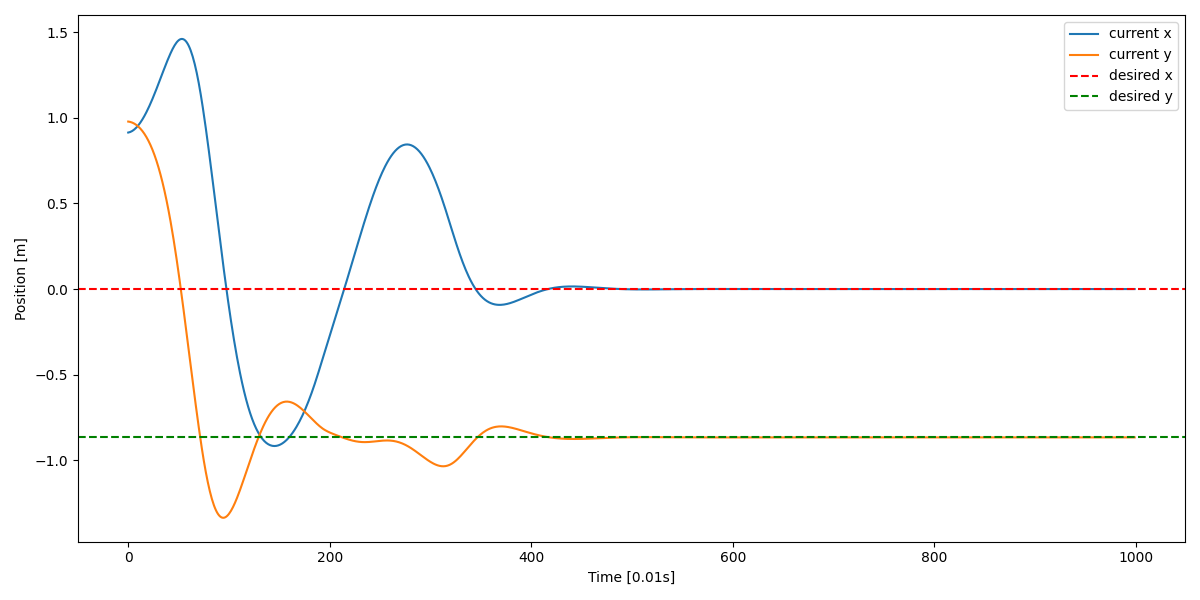 1.5
1.0
0.5
0.0
−0.5
−1.0
Position [m]
0
200
400
600
800
1000
Time [0.01s]
current x
current y
desired x
desired y